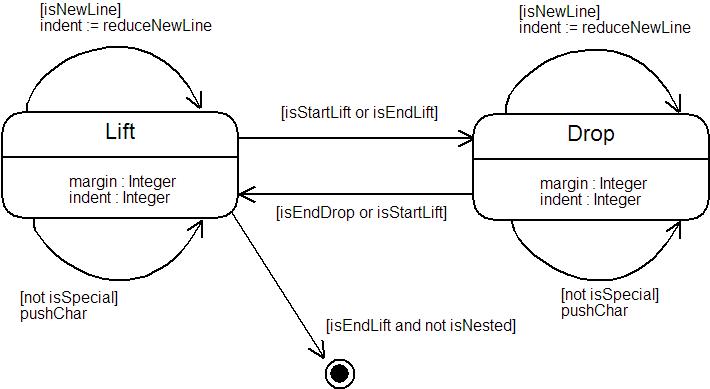 [isNewLine]
indent := reduceNewLine
[isNewLine]
indent := reduceNewLine
Lift
margin : Integer
indent : Integer
[isStartLift or isEndLift]
Drop
margin : Integer
indent : Integer
[isEndDrop or isStartLift]
[not isSpecial]
pushChar
[not isSpecial]
pushChar
[isEndLift and not isNested]